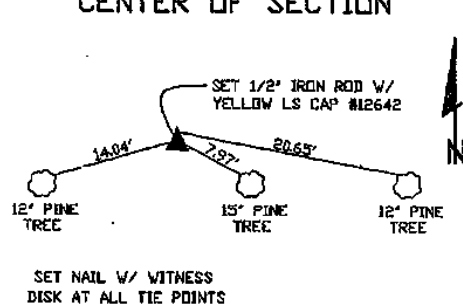 CENTER OF SECTION
SET 1/2" IRON ROD W/
YELLOW LS CAP #12642
14.04'
7.97'
20.65'
N
12" PINE
TREE
15" PINE
TREE
12" PINE
TREE
SET NAIL W/ WITNESS
DISK AT ALL TIE POINTS